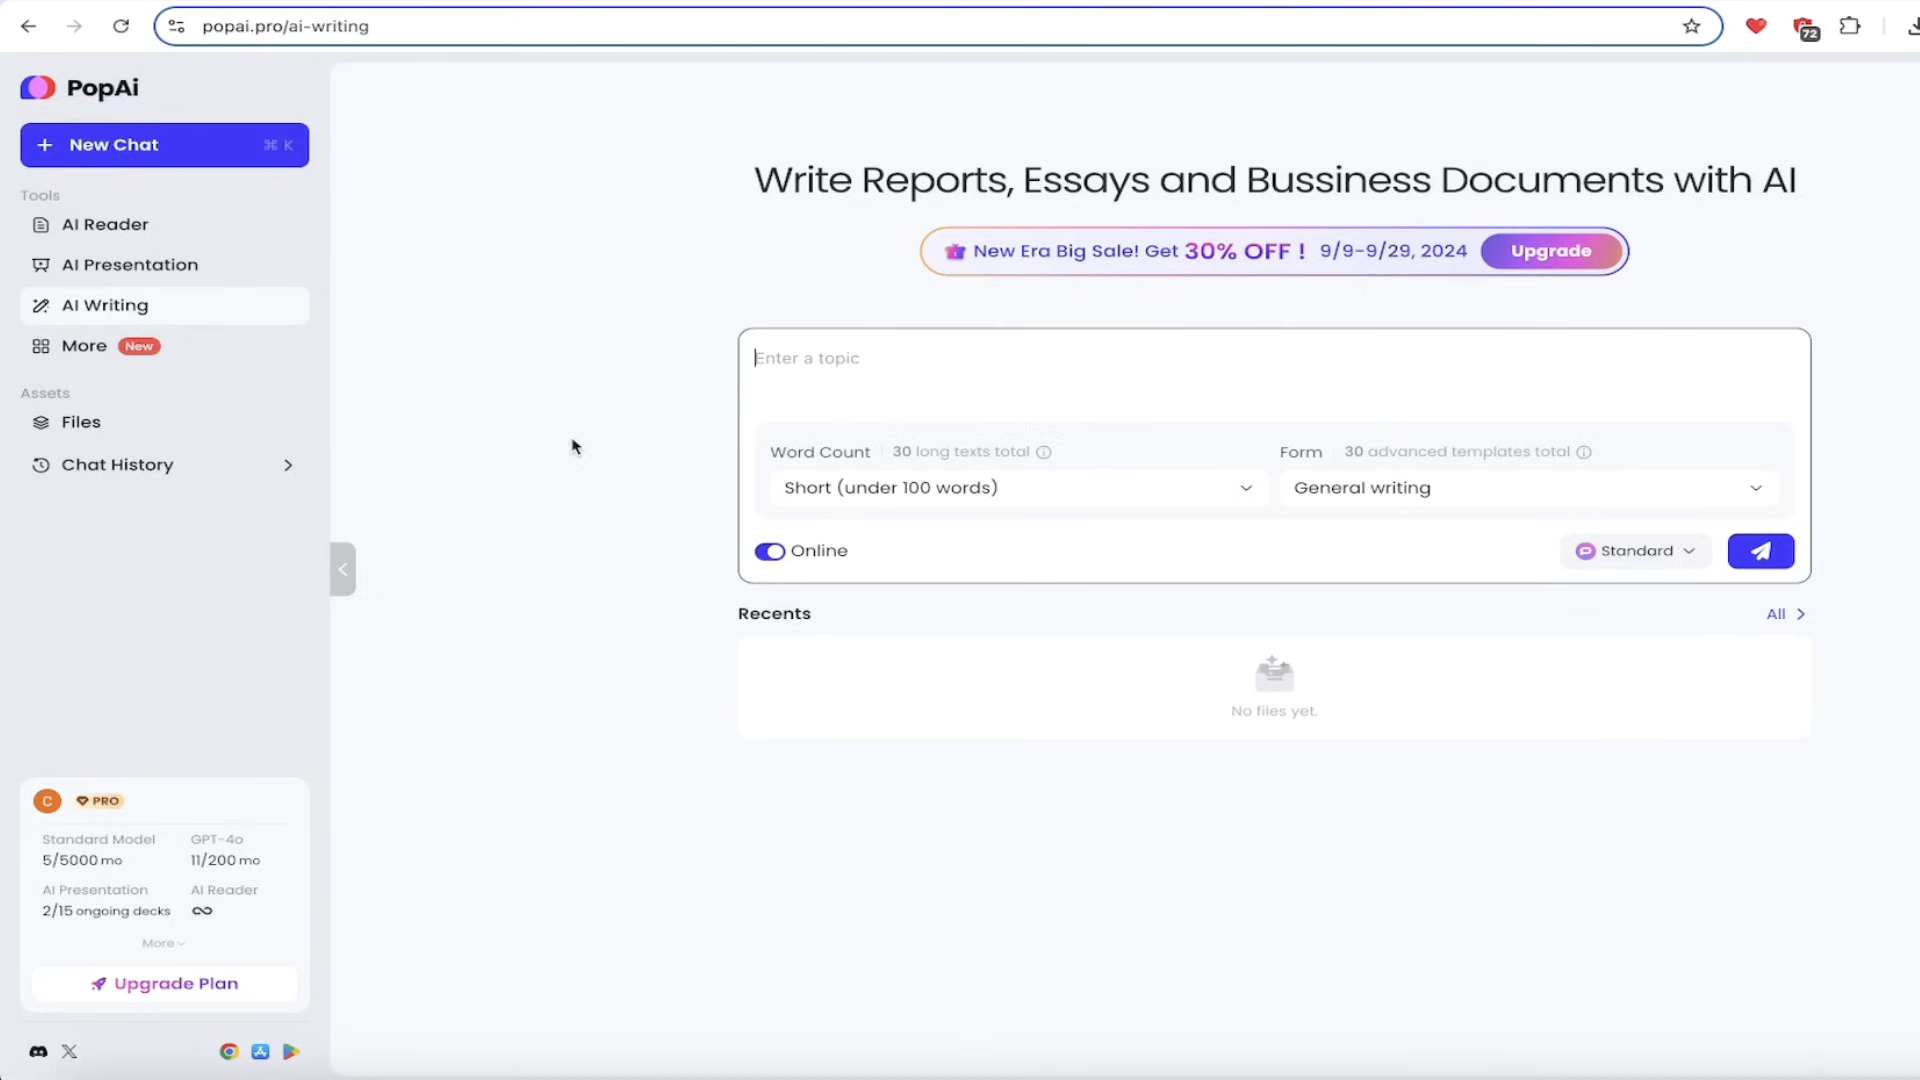 popai.pro/ai-writing
72
PopAi
New Chat ⌘ K
Tools
AI Reader
AI Presentation
AI Writing
More New
Assets
Files
Chat History
C PRO
Standard Model GPT-4o
5/5000 mo 11/200 mo
AI Presentation AI Reader
2/15 ongoing decks ∞
More
Upgrade Plan
Write Reports, Essays and Bussiness Documents with AI
New Era Big Sale! Get 30% OFF ! 9/9-9/29, 2024 Upgrade
Enter a topic
Word Count 30 long texts total Form 30 advanced templates total
Short (under 100 words) General writing
Online Standard
Recents All
No files yet.